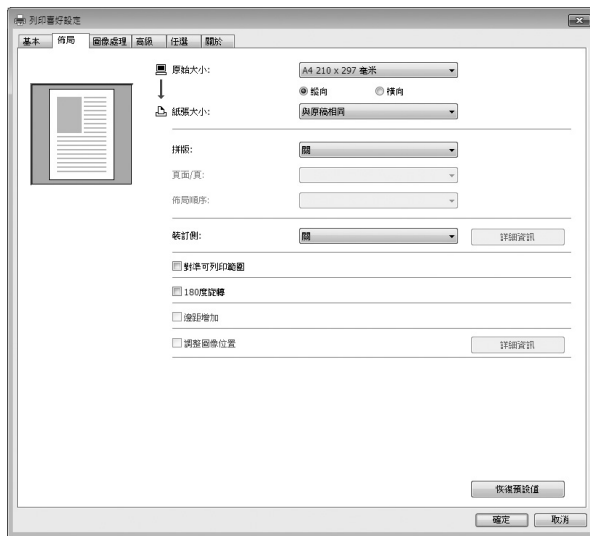 列印喜好設定
基本 佈局 圖像處理 高級 任選 關於
原始大小: A4 210 x 297 毫米
縱向 橫向
紙張大小: 與原稿相同
拼版: 關
頁面/頁:
佈局順序:
裝訂側: 關 詳細資訊
對準可列印範圍
180度旋轉
邊距增加
調整圖像位置 詳細資訊
恢復預設值
確定 取消